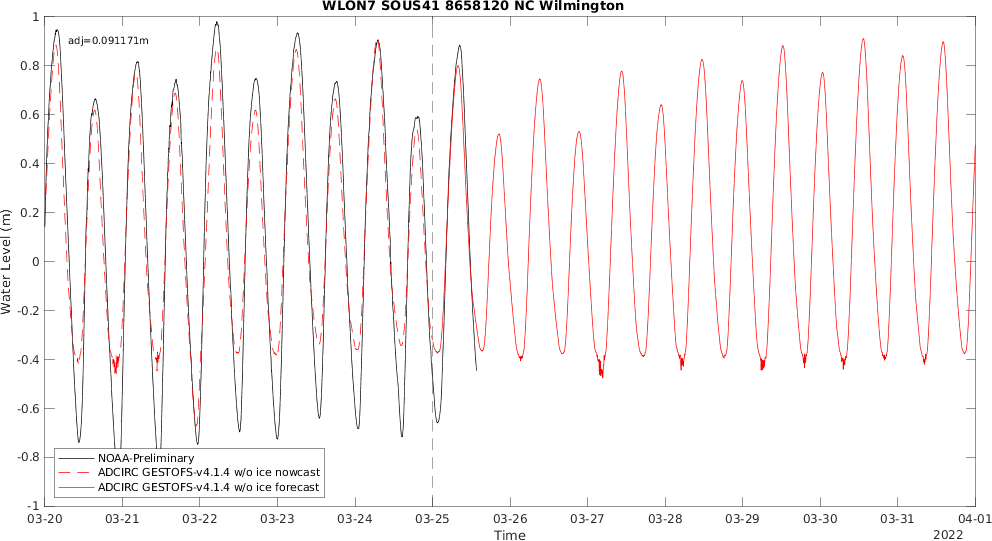 WLON7 SOUS41 8658120 NC Wilmington
adj=0.091171m
1
0.8
0.6
0.4
0.2
0
-0.2
-0.4
-0.6
-0.8
-1
Water Level (m)
NOAA-Preliminary
ADCIRC GESTOFS-v4.1.4 w/o ice nowcast
ADCIRC GESTOFS-v4.1.4 w/o ice forecast
03-20 03-21 03-22 03-23 03-24 03-25 03-26 03-27 03-28 03-29 03-30 03-31 04-01
Time
2022